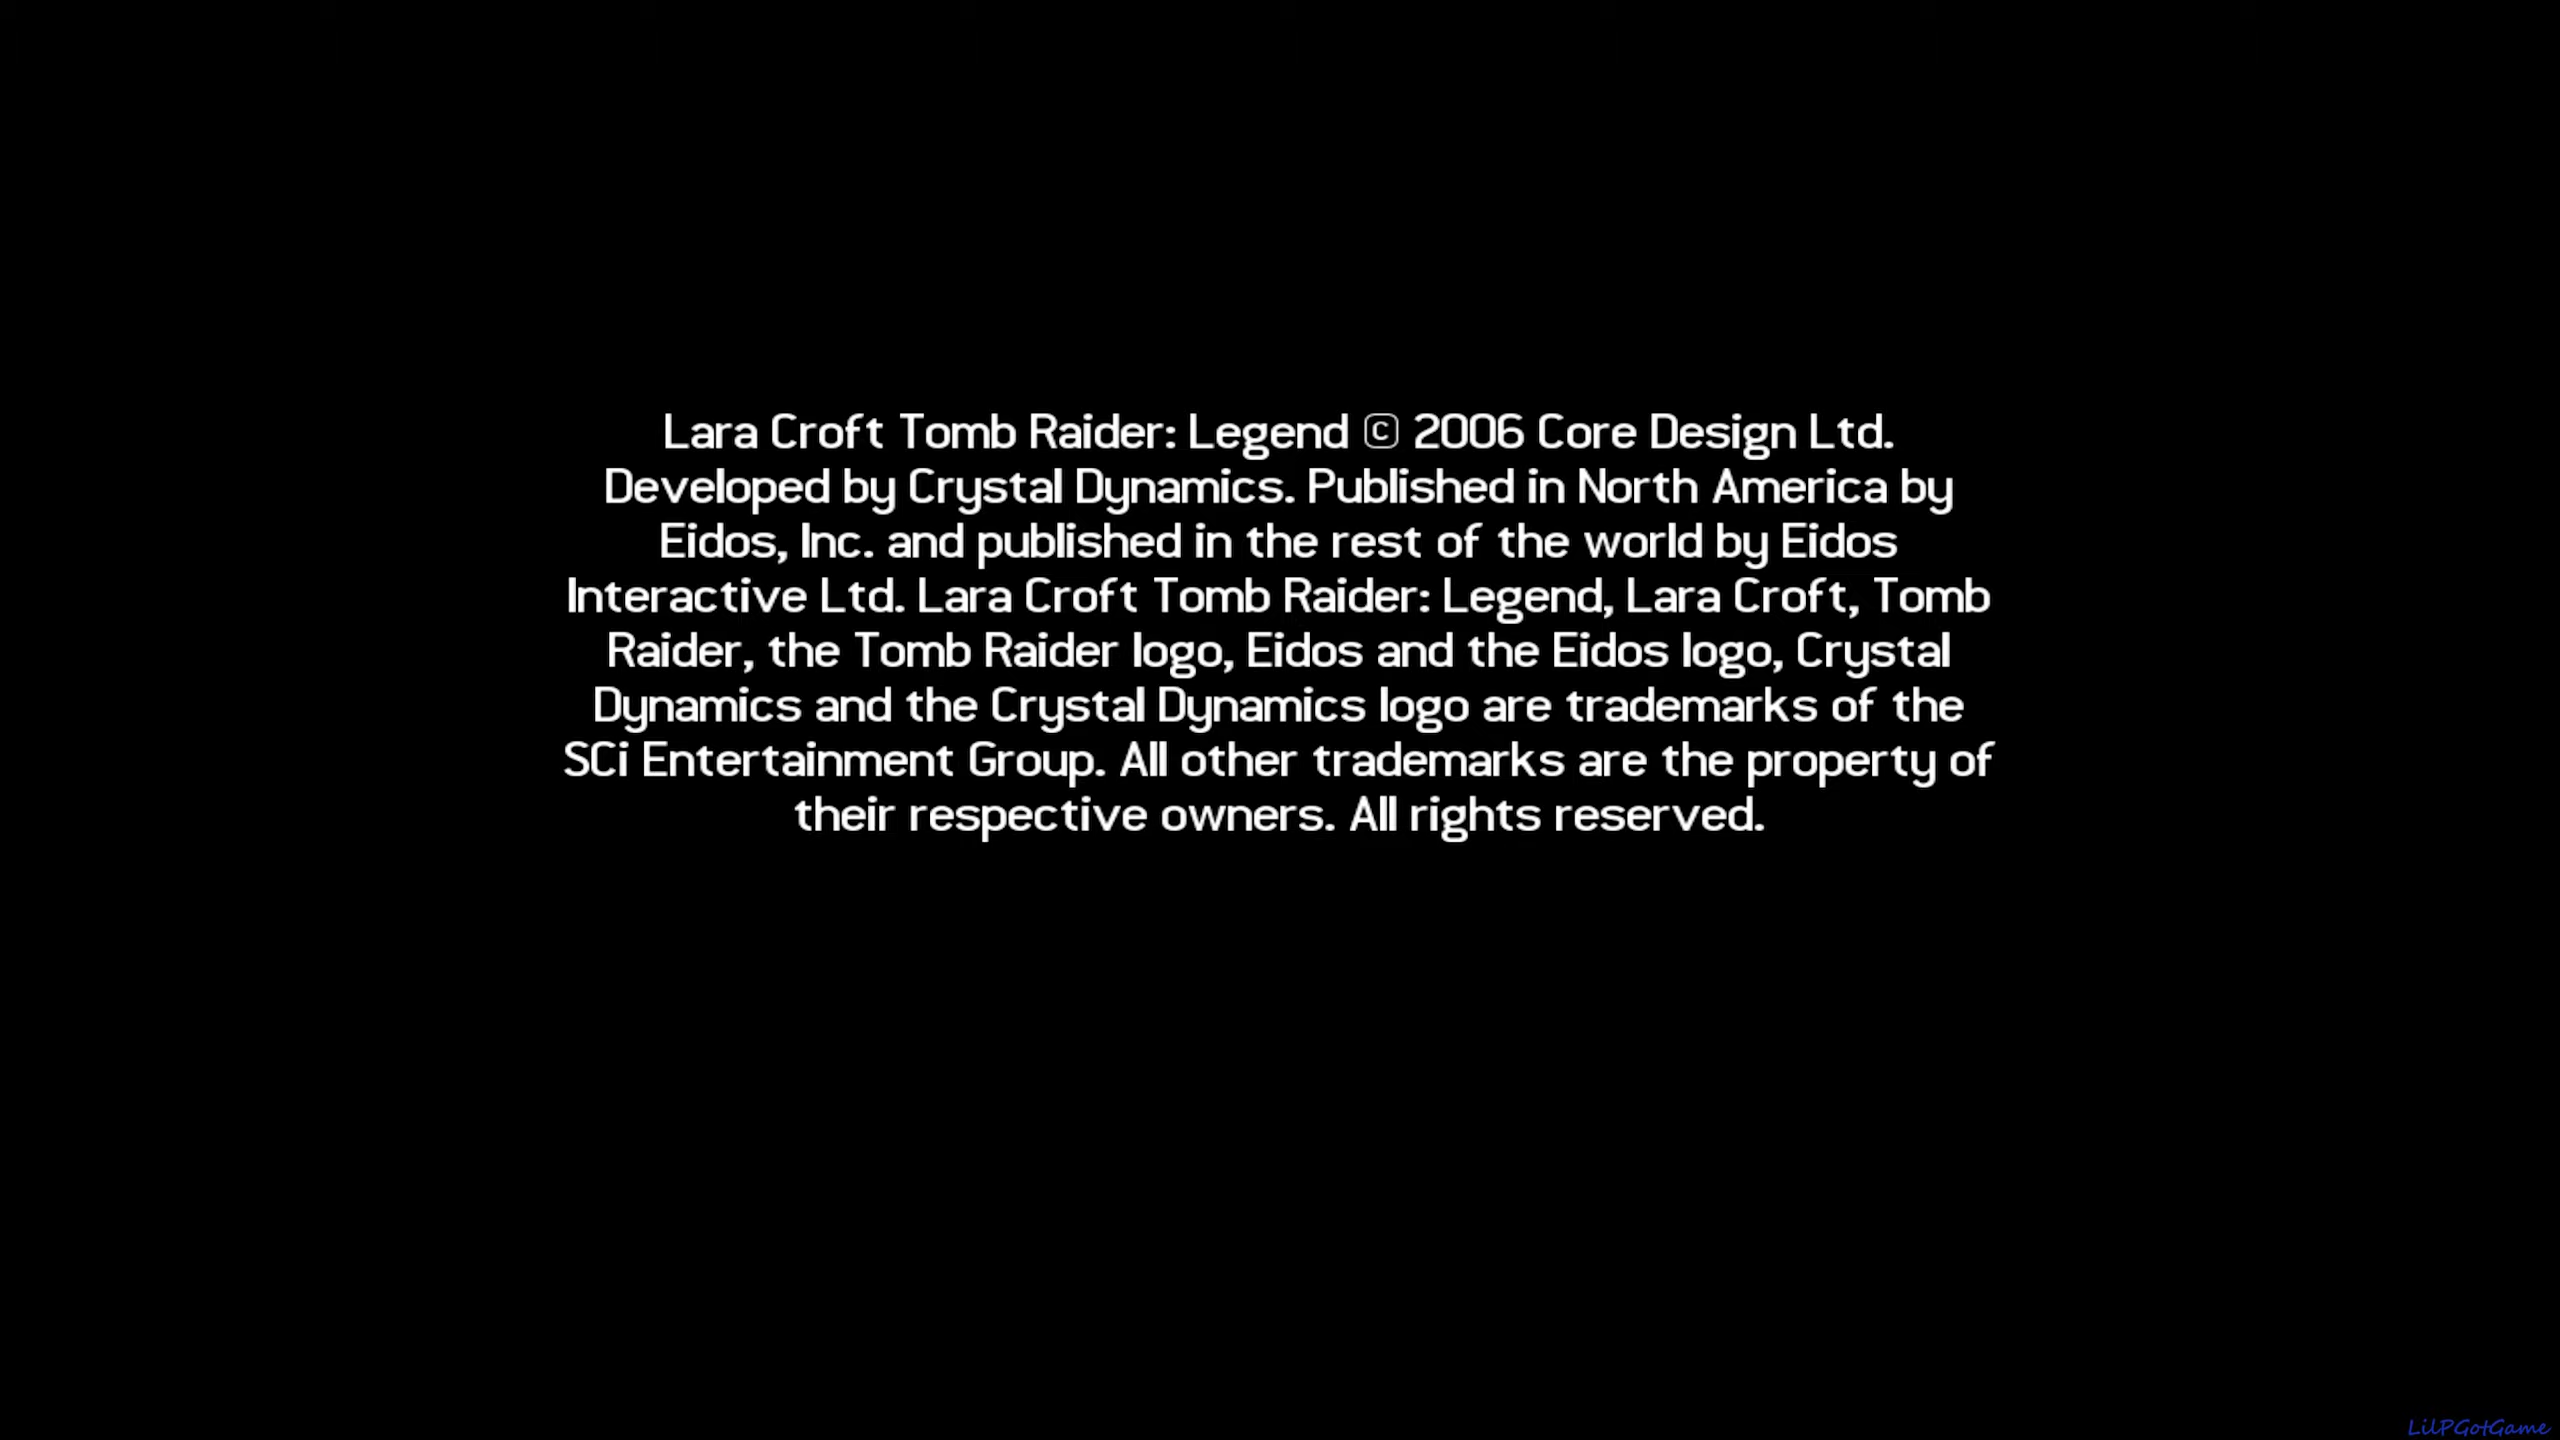 Lara Croft Tomb Raider: Legend © 2006 Core Design Ltd.
Developed by Crystal Dynamics. Published in North America by
Eidos, Inc. and published in the rest of the world by Eidos
Interactive Ltd. Lara Croft Tomb Raider: Legend, Lara Croft, Tomb
Raider, the Tomb Raider logo, Eidos and the Eidos logo, Crystal
Dynamics and the Crystal Dynamics logo are trademarks of the
SCi Entertainment Group. All other trademarks are the property of
their respective owners. All rights reserved.
LilPGotGame